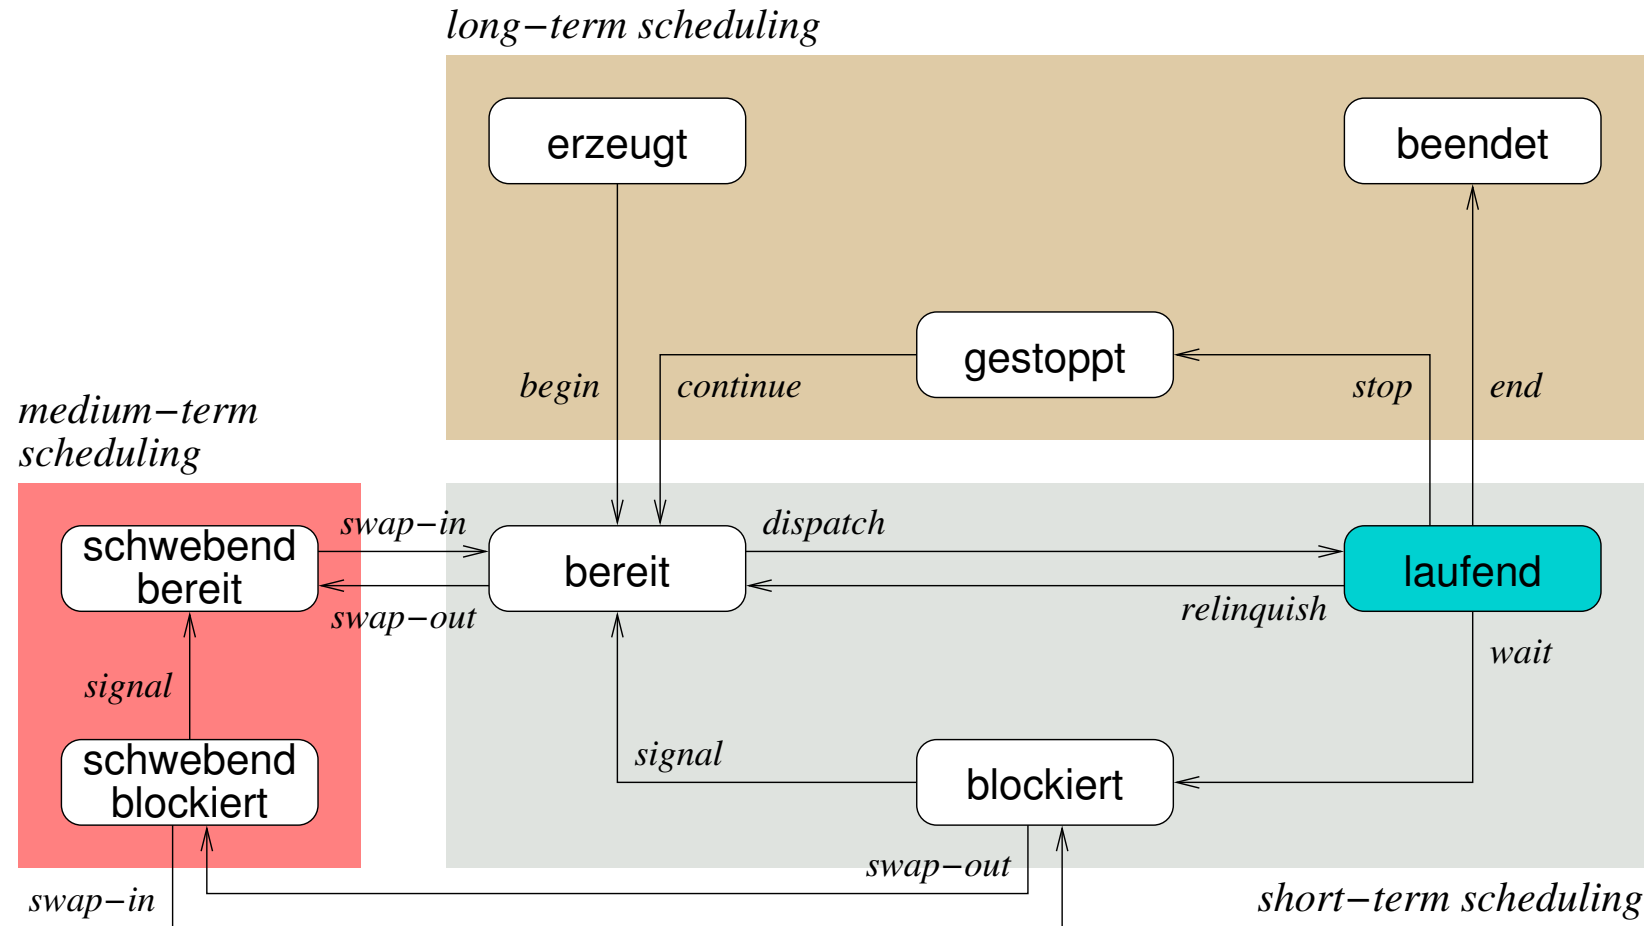 long−term scheduling
erzeugt
beendet
gestoppt
begin
continue
stop
end
medium−term
scheduling
schwebend
bereit
swap−in
swap−out
bereit
dispatch
relinquish
laufend
wait
signal
signal
schwebend
blockiert
blockiert
swap−out
swap−in
short−term scheduling